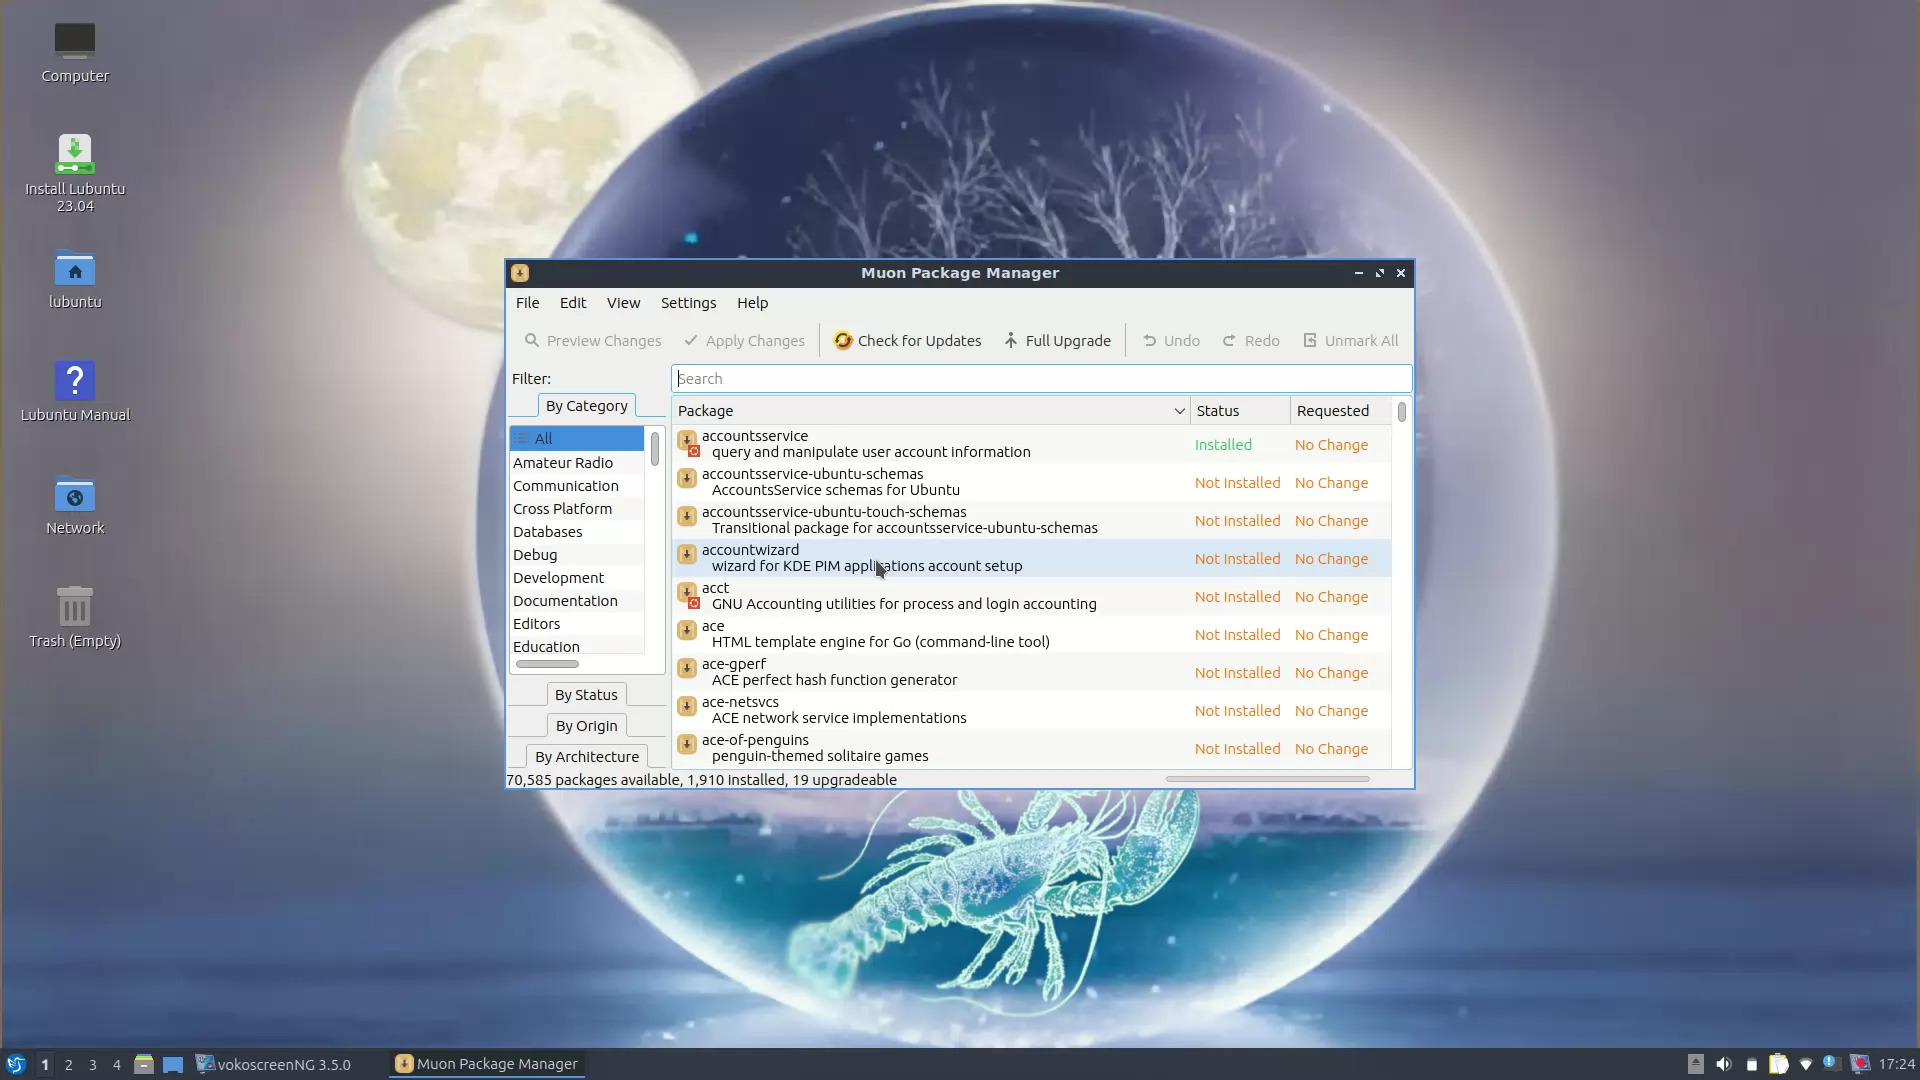 Computer
Install Lubuntu
23.04
lubuntu
Lubuntu Manual
Network
Trash (Empty)
Muon Package Manager
File Edit View Settings Help
Preview Changes Apply Changes Check for Updates Full Upgrade Undo Redo Unmark All
Filter:
Search
By Category
All
Amateur Radio
Communication
Cross Platform
Databases
Debug
Development
Documentation
Editors
Education
By Status
By Origin
By Architecture
Package Status Requested
accountsservice
query and manipulate user account information
Installed No Change
accountsservice-ubuntu-schemas
AccountsService schemas for Ubuntu
Not Installed No Change
accountsservice-ubuntu-touch-schemas
Transitional package for accountsservice-ubuntu-schemas
Not Installed No Change
accountwizard
wizard for KDE PIM applications account setup
Not Installed No Change
acct
GNU Accounting utilities for process and login accounting
Not Installed No Change
ace
HTML template engine for Go (command-line tool)
Not Installed No Change
ace-gperf
ACE perfect hash function generator
Not Installed No Change
ace-netsvcs
ACE network service implementations
Not Installed No Change
ace-of-penguins
penguin-themed solitaire games
Not Installed No Change
70,585 packages available, 1,910 installed, 19 upgradeable
1 2 3 4 vokoscreenNG 3.5.0 Muon Package Manager 17:24